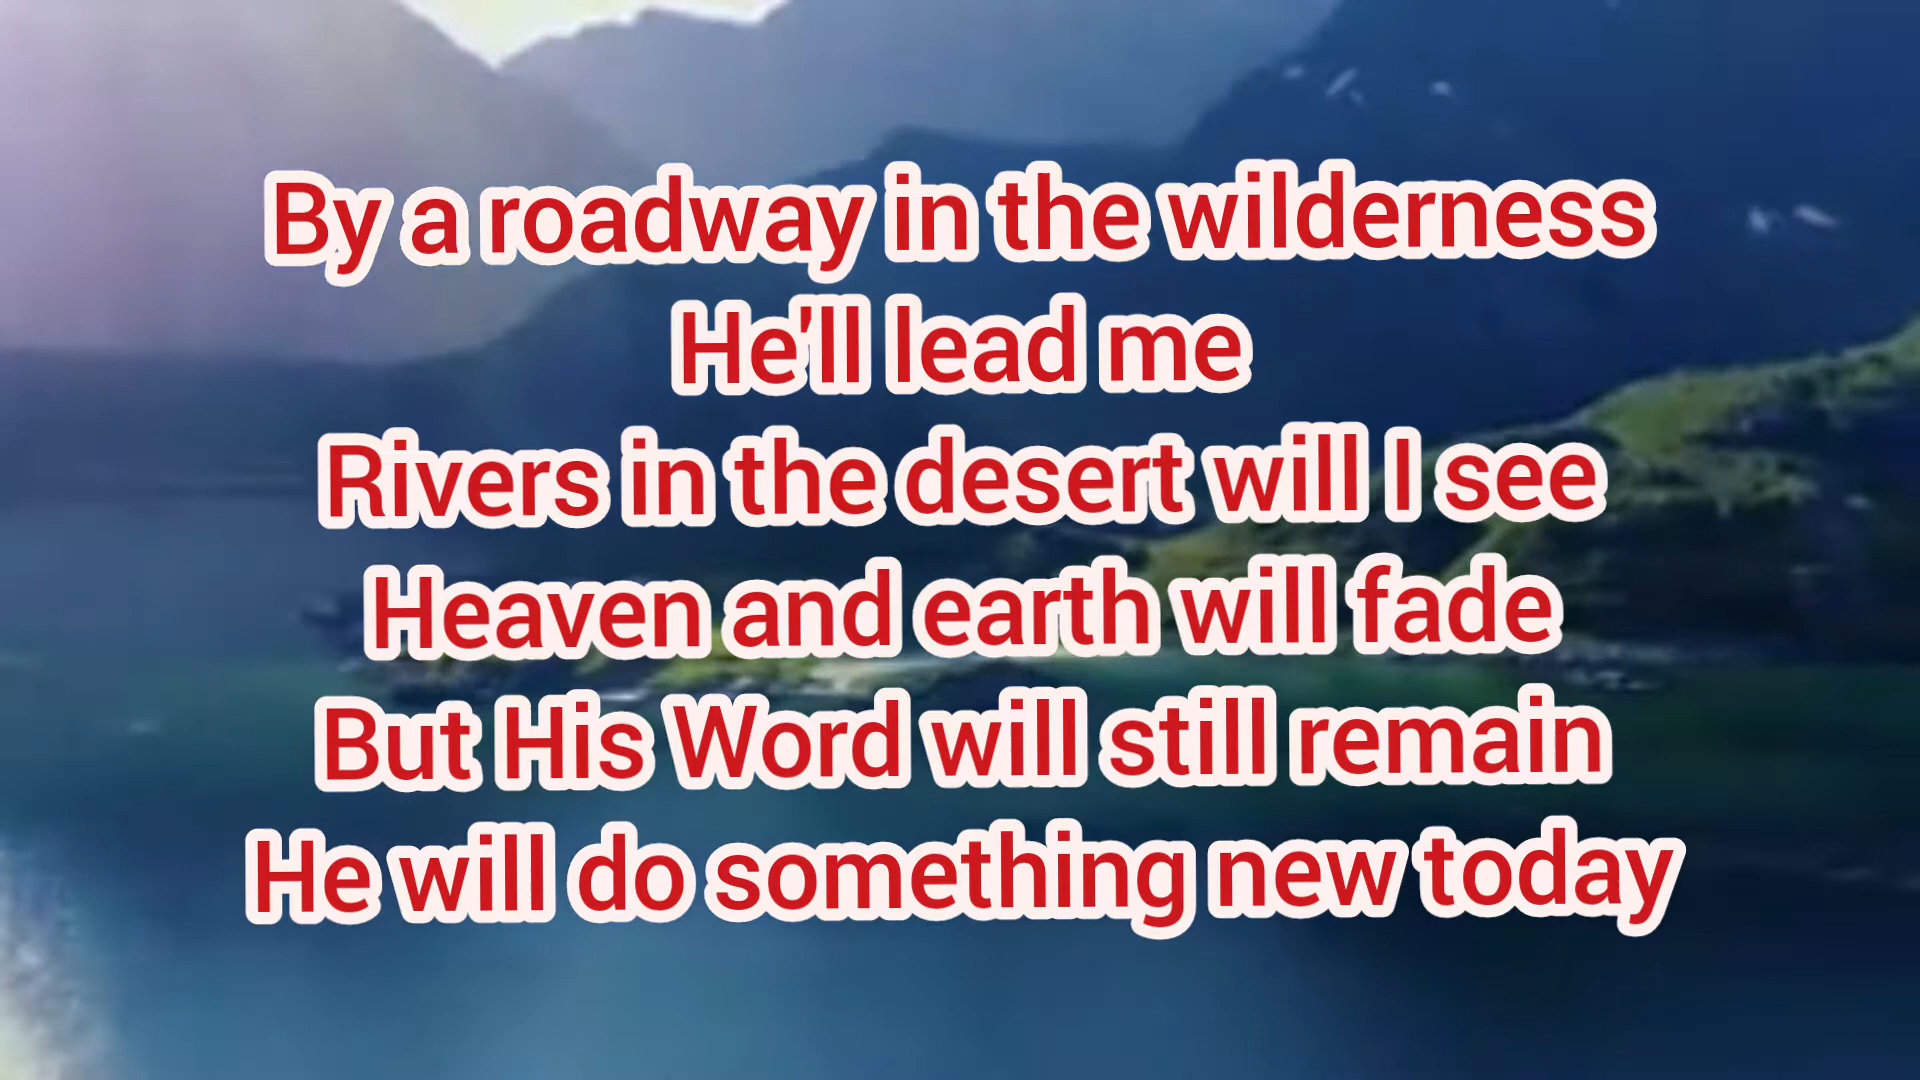 By a roadway in the wilderness
He'll lead me
Rivers in the desert will I see
Heaven and earth will fade
But His Word will still remain
He will do something new today